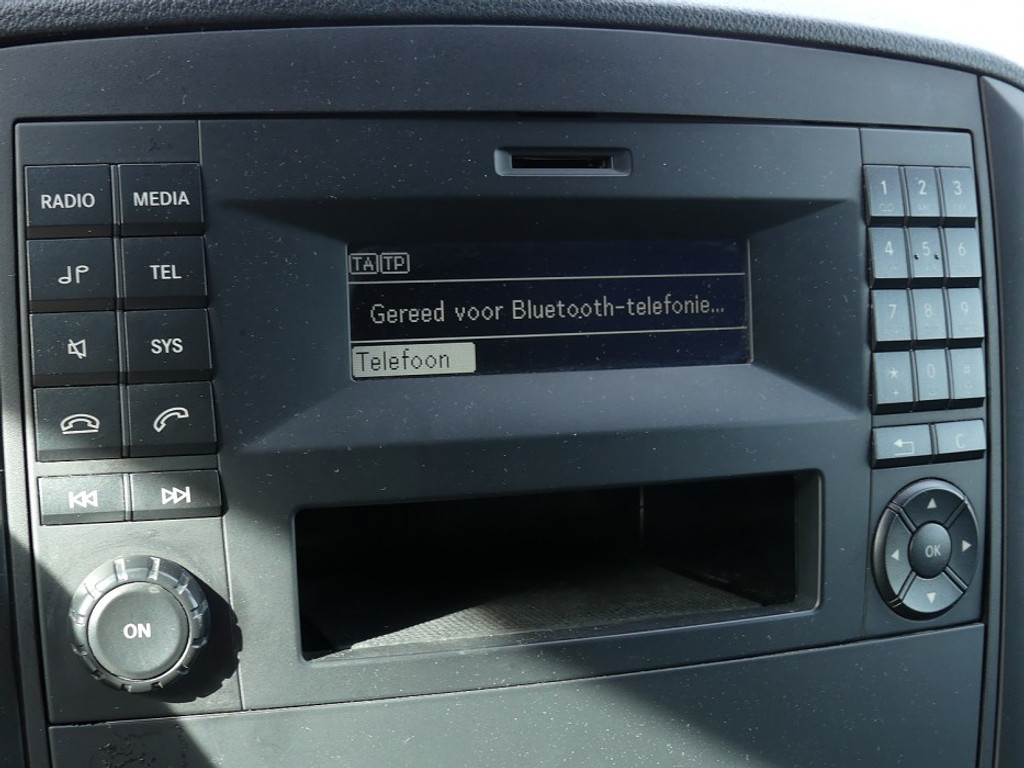 RADIO MEDIA
TEL
SYS
ON
TA TP
Gereed voor Bluetooth-telefonie...
Telefoon
1 2 3
4 5 6
7 8 9
* 0 #
C
OK